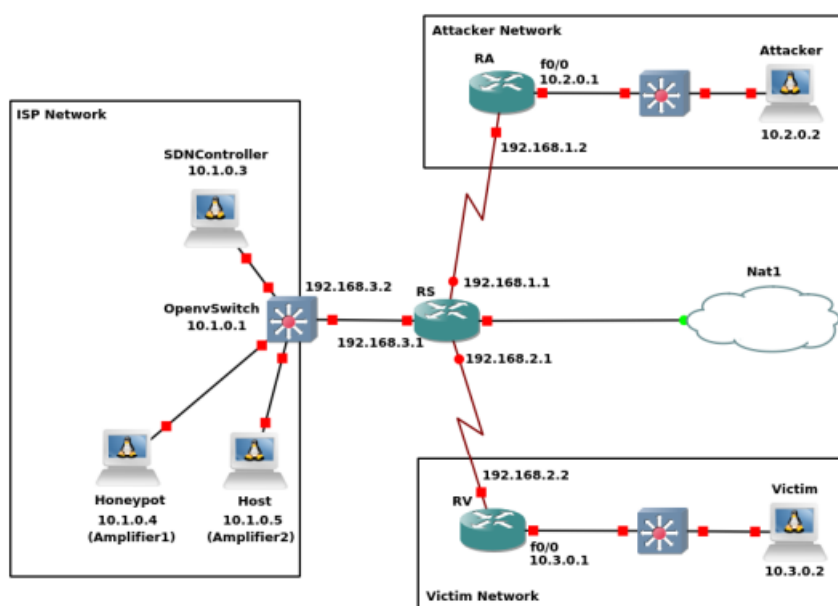 Attacker Network
RA
f0/0
10.2.0.1
Attacker
10.2.0.2
192.168.1.2
ISP Network
SDNController
10.1.0.3
OpenvSwitch
10.1.0.1
192.168.3.2
192.168.3.1
RS
192.168.1.1
192.168.2.1
Nat1
Honeypot
10.1.0.4
(Amplifier1)
Host
10.1.0.5
(Amplifier2)
192.168.2.2
RV
f0/0
10.3.0.1
Victim
10.3.0.2
Victim Network